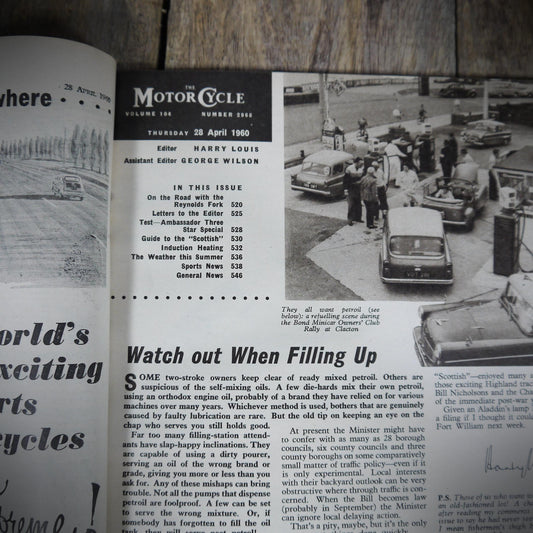 where . . . .
28 APRIL 1960
orld's
xciting
rts
cycles
THE
MOTOR CYCLE
VOLUME 104 NUMBER 2968
THURSDAY 28 APRIL 1960
Editor HARRY LOUIS
Assistant Editor GEORGE WILSON
IN THIS ISSUE
On the Road with the
Reynolds Fork 520
Letters to the Editor 525
Test—Ambassador Three
Star Special 528
Guide to the "Scottish" 530
Induction Heating 532
The Weather this Summer 536
Sports News 538
General News 546
They all want petroil (see
below): a refuelling scene during
the Bond Minicar Owners' Club
Rally at Clacton
Watch out When Filling Up
SOME two-stroke owners keep clear of ready mixed petroil. Others are
suspicious of the self-mixing oils. A few die-hards mix their own petroil,
using an orthodox engine oil, probably of a brand they have relied on for various
machines over many years. Whichever method is used, bothers that are genuinely
caused by faulty lubrication are rare. But the old tip on keeping an eye on the
chap who serves you still holds good.
Far too many filling-station attend-
ants have slap-happy inclinations. They
are capable of using a dirty pourer,
serving an oil of the wrong brand or
grade, giving you more or less than you
ask for. Any of these mishaps can bring
trouble. Not all the pumps that dispense
petroil are foolproof. A few can be set
to serve the wrong mixture. Or, if
somebody has forgotten to fill the oil
tank, then will serve neat petrol
At present the Minister might have
to confer with as many as 28 borough
councils, six county councils and three
county boroughs on some comparatively
small matter of traffic policy—even if it
is only experimental. Local interests
with their backyard outlook can be very
obstructive where through traffic is con-
cerned. When the Bill becomes law
(probably in September) the Minister
can ignore local delaying action.
That's a pity, maybe, but it's the only
"Scottish"—enjoyed many
those exciting Highland
Bill Nicholson and the
of the immediate post-war
Given an Aladdin's lamp
a filing if I thought it could
Fort William next week.
Harry
P.S. Those of us who want
an old-fashioned let
after reading my comments
issue to say he had never
I mean fisherman's